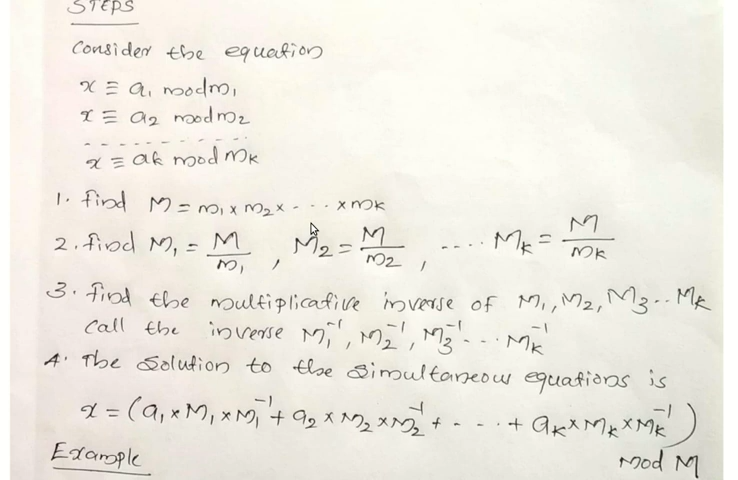 STEPS
Consider the equation
x ≡ a₁ mod m₁
x ≡ a₂ mod m₂
x ≡ ak mod mk
1. Find M = m₁ × m₂ × - - - × mk
2. find M₁ = M/m₁ , M₂ = M/m₂ , .... Mk = M/mk
3. Find the multiplicative inverse of M₁, M₂, M₃ .. Mk
Call the inverse M₁⁻¹, M₂⁻¹, M₃⁻¹ - - - Mk⁻¹
4. The Solution to the Simultaneous equations is
x = (a₁ × M₁ × M₁⁻¹ + a₂ × M₂ × M₂⁻¹ + - - - + ak × Mk × Mk⁻¹)
mod M
Example